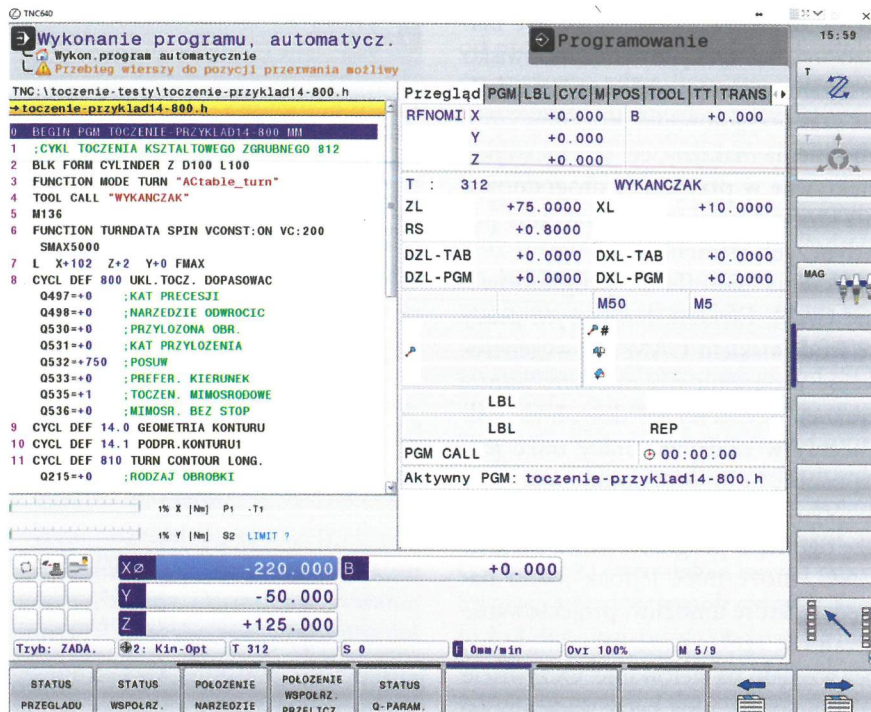 TNC640
Wykonanie programu, automatycz.
Wykon.program automatycznie
Przebieg wierszy do pozycji przerwania możliwy
Programowanie
15:59
TNC:\toczenie-testy\toczenie-przyklad14-800.h
→toczenie-przyklad14-800.h
0 BEGIN PGM TOCZENIE-PRZYKLAD14-800 MM
1 ;CYKL TOCZENIA KSZTALTOWEGO ZGRUBNEGO 812
2 BLK FORM CYLINDER Z D100 L100
3 FUNCTION MODE TURN "ACtable_turn"
4 TOOL CALL "WYKANCZAK"
5 M136
6 FUNCTION TURNDATA SPIN VCONST:ON VC:200
SMAX5000
7 L X+102 Z+2 Y+0 FMAX
8 CYCL DEF 800 UKL.TOCZ. DOPASOWAC
Q497=+0 ;KAT PRECESJI
Q498=+0 ;NARZEDZIE ODWROCIC
Q530=+0 ;PRZYLOZONA OBR.
Q531=+0 ;KAT PRZYLOZENIA
Q532=+750 ;POSUW
Q533=+0 ;PREFER. KIERUNEK
Q535=+1 ;TOCZEN. MIMOSRODOWE
Q536=+0 ;MIMOSR. BEZ STOP
9 CYCL DEF 14.0 GEOMETRIA KONTURU
10 CYCL DEF 14.1 PODPR.KONTURU1
11 CYCL DEF 810 TURN CONTOUR LONG.
Q215=+0 ;RODZAJ OBROBKI
Przegląd PGM LBL CYC M POS TOOL TT TRANS
RFNOMI X +0.000 B +0.000
Y +0.000
Z +0.000
T : 312 WYKANCZAK
ZL +75.0000 XL +10.0000
RS +0.8000
DZL-TAB +0.0000 DXL-TAB +0.0000
DZL-PGM +0.0000 DXL-PGM +0.0000
M50 M5
#
LBL
LBL REP
PGM CALL 00:00:00
Aktywny PGM: toczenie-przyklad14-800.h
1% X [Nm] P1 -T1
1% Y [Nm] S2 LIMIT ?
XØ -220.000 B +0.000
Y -50.000
Z +125.000
Tryb: ZADA. 2: Kin-Opt T 312 S 0 F 0mm/min Ovr 100% M 5/9
STATUS PRZEGLADU
STATUS WSPOŁRZ.
POŁOZENIE NARZEDZIE
POŁOZENIE WSPOŁRZ. PRZELICZ.
STATUS Q-PARAM.
T
T
MAG